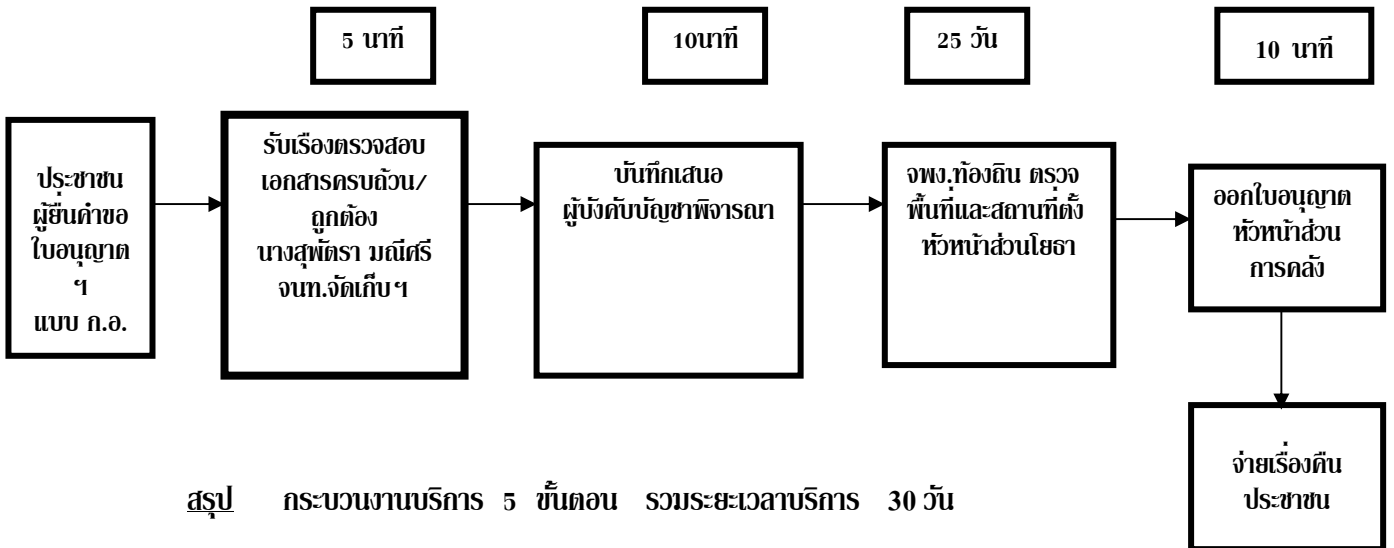 5 นาที
10นาที
25 วัน
10 นาที
ประชาชน
ผู้ยื่นคำขอ
ใบอนุญาต
ฯ
แบบ ก.อ.
รับเรื่องตรวจสอบ
เอกสารครบถ้วน/
ถูกต้อง
นางสุพัตรา มณีศรี
จนท.จัดเก็บฯ
บันทึกเสนอ
ผู้บังคับบัญชาพิจารณา
จพง.ท้องถิ่น ตรวจ
พื้นที่และสถานที่ตั้ง
หัวหน้าส่วนโยธา
ออกใบอนุญาต
หัวหน้าส่วน
การคลัง
จ่ายเรื่องคืน
ประชาชน
สรุป กระบวนงานบริการ 5 ขั้นตอน รวมระยะเวลาบริการ 30 วัน